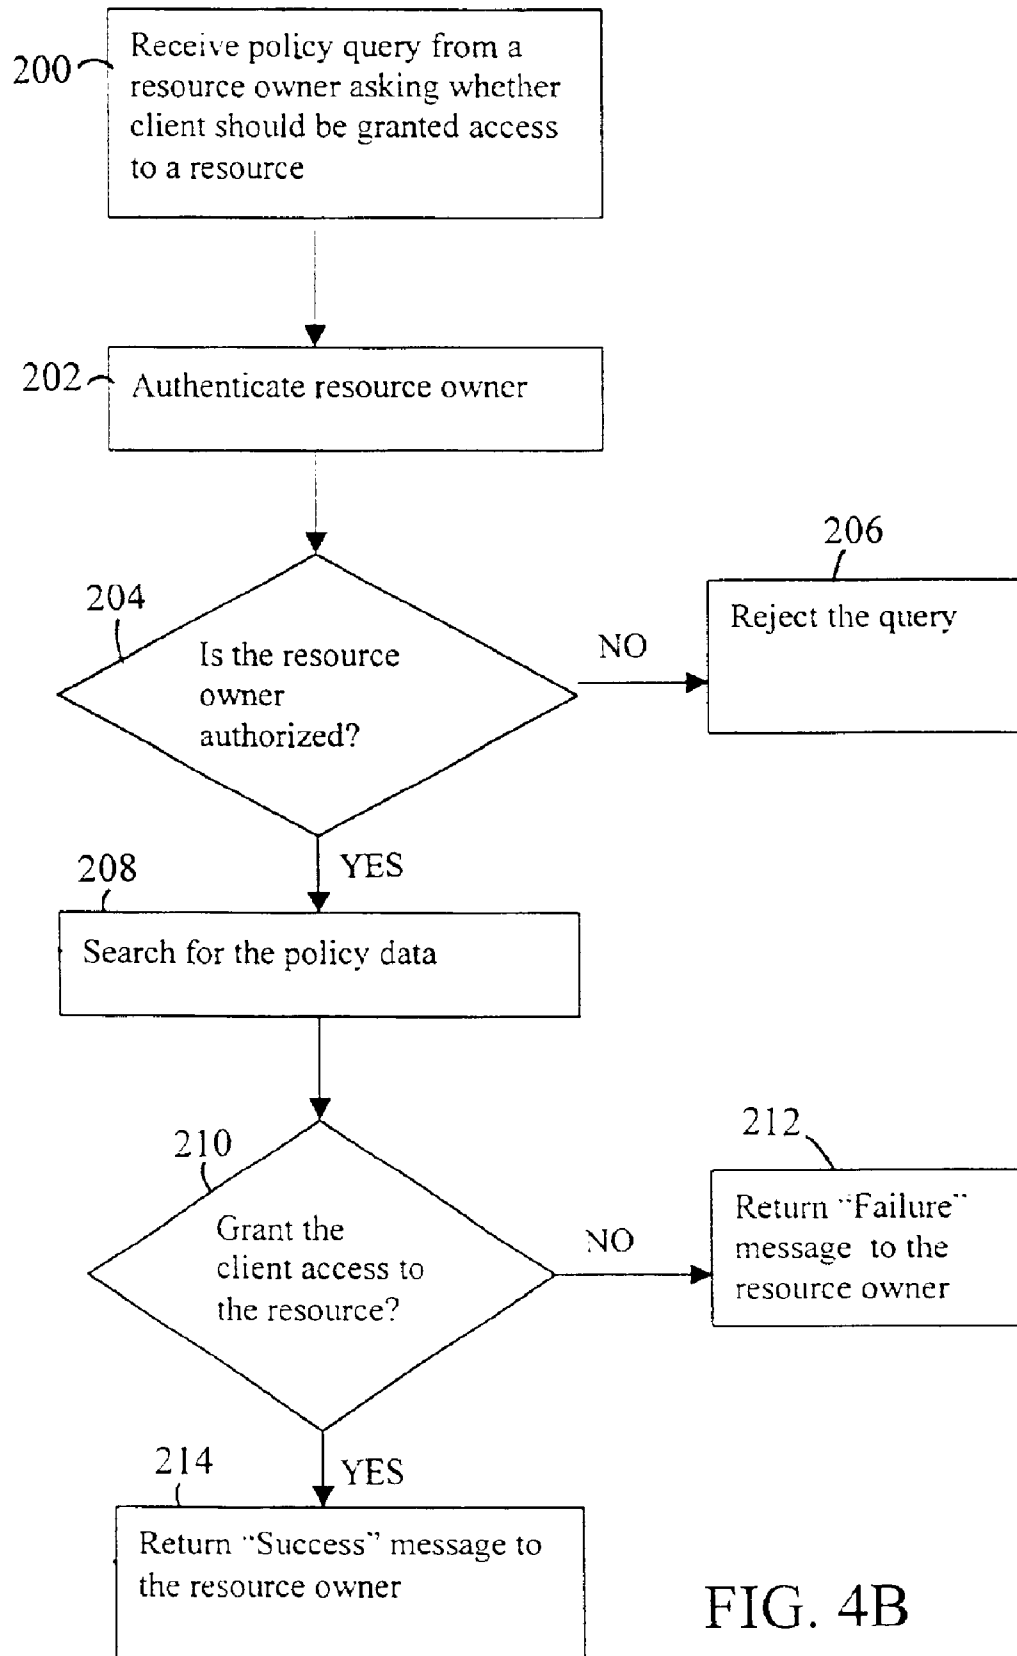 200
Receive policy query from a
resource owner asking whether
client should be granted access
to a resource
202
Authenticate resource owner
204
Is the resource
owner
authorized?
NO
206
Reject the query
YES
208
Search for the policy data
210
Grant the
client access to
the resource?
NO
212
Return "Failure"
message to the
resource owner
YES
214
Return "Success" message to
the resource owner
FIG. 4B